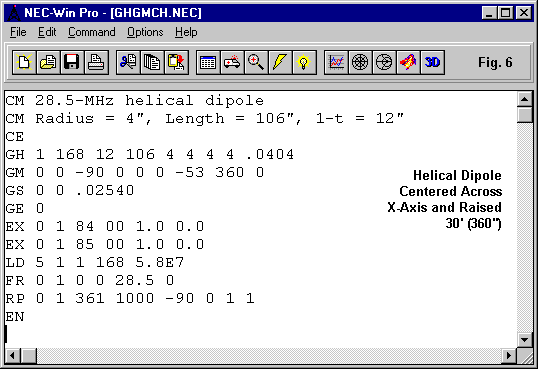 NEC-Win Pro - [GHGMCH.NEC]
File Edit Command Options Help
3D Fig. 6
CM 28.5-MHz helical dipole
CM Radius = 4", Length = 106", 1-t = 12"
CE
GH 1 168 12 106 4 4 4 4 .0404
GM 0 0 -90 0 0 0 -53 360 0
GS 0 0 .02540
GE 0
EX 0 1 84 00 1.0 0.0
EX 0 1 85 00 1.0 0.0
LD 5 1 1 168 5.8E7
FR 0 1 0 0 28.5 0
RP 0 1 361 1000 -90 0 1 1
EN
Helical Dipole
Centered Across
X-Axis and Raised
30' (360")